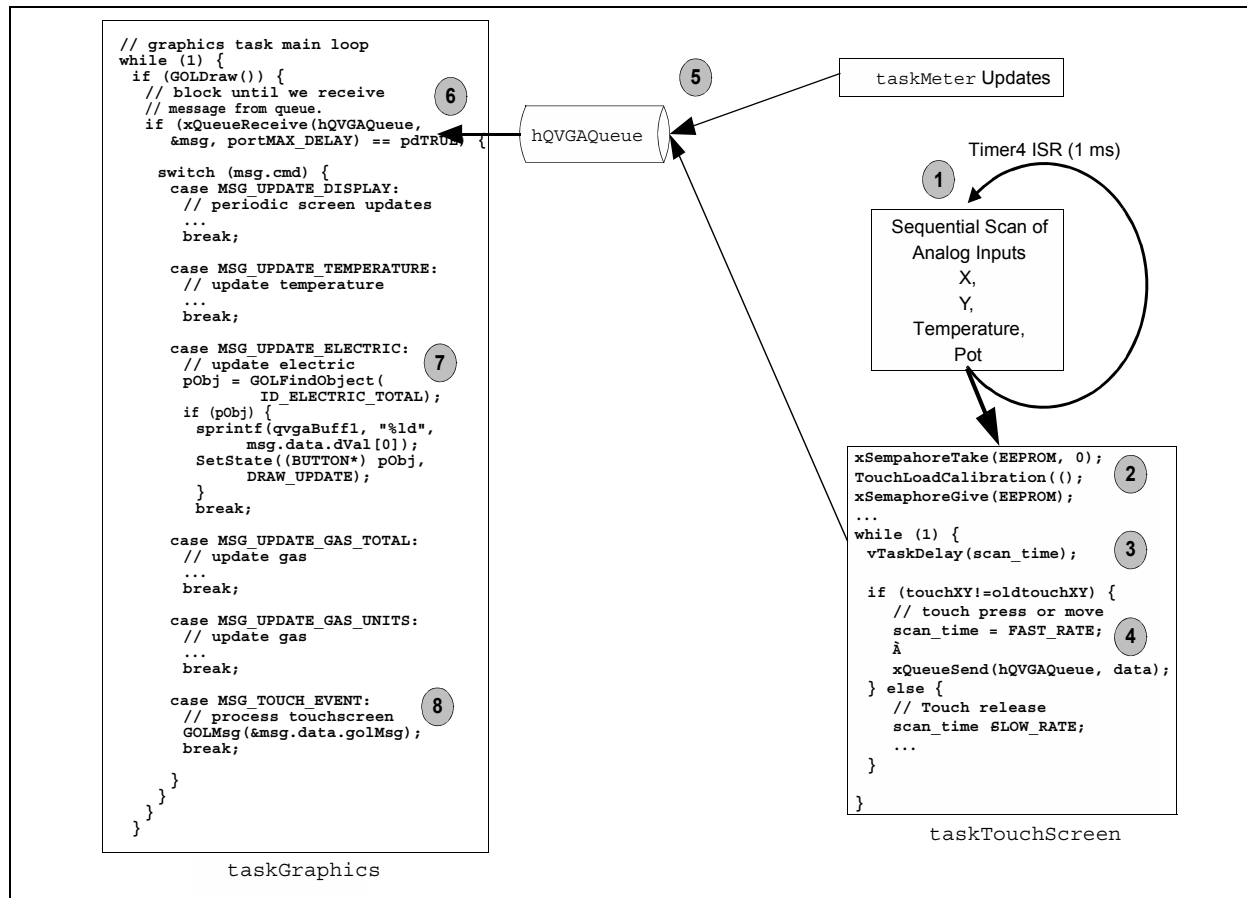 // graphics task main loop
while (1) {
if (GOLDraw()) {
// block until we receive
// message from queue.
if (xQueueReceive(hQVGAQueue,
&msg, portMAX_DELAY) == pdTRUE) {
switch (msg.cmd) {
case MSG_UPDATE_DISPLAY:
// periodic screen updates
...
break;
case MSG_UPDATE_TEMPERATURE:
// update temperature
...
break;
case MSG_UPDATE_ELECTRIC:
// update electric
pObj = GOLFindObject(
ID_ELECTRIC_TOTAL);
if (pObj) {
sprintf(qvgaBuff1, "%ld",
msg.data.dVal[0]);
SetState((BUTTON*) pObj,
DRAW_UPDATE);
}
break;
case MSG_UPDATE_GAS_TOTAL:
// update gas
...
break;
case MSG_UPDATE_GAS_UNITS:
// update gas
...
break;
case MSG_TOUCH_EVENT:
// process touchscreen
GOLMsg(&msg.data.golMsg);
break;
}
}
}
}
taskGraphics
6
7
8
hQVGAQueue
5
taskMeter Updates
Timer4 ISR (1 ms)
1
Sequential Scan of
Analog Inputs
X,
Y,
Temperature,
Pot
xSempahoreTake(EEPROM, 0);
TouchLoadCalibration(();
xSemaphoreGive(EEPROM);
...
while (1) {
vTaskDelay(scan_time);
if (touchXY!=oldtouchXY) {
// touch press or move
scan_time = FAST_RATE;
À
xQueueSend(hQVGAQueue, data);
} else {
// Touch release
scan_time SLOW_RATE;
...
}
}
2
3
4
taskTouchScreen